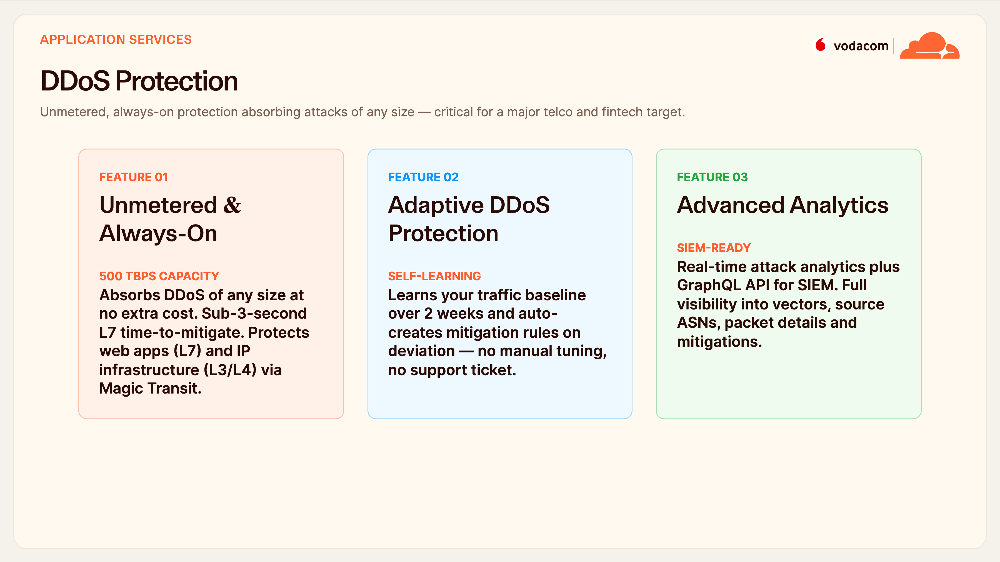 APPLICATION SERVICES
vodacom
DDoS Protection
Unmetered, always-on protection absorbing attacks of any size — critical for a major telco and fintech target.
FEATURE 01
Unmetered &
Always-On
500 TBPS CAPACITY
Absorbs DDoS of any size at
no extra cost. Sub-3-second
L7 time-to-mitigate. Protects
web apps (L7) and IP
infrastructure (L3/L4) via
Magic Transit.
FEATURE 02
Adaptive DDoS
Protection
SELF-LEARNING
Learns your traffic baseline
over 2 weeks and auto-
creates mitigation rules on
deviation — no manual tuning,
no support ticket.
FEATURE 03
Advanced Analytics
SIEM-READY
Real-time attack analytics plus
GraphQL API for SIEM. Full
visibility into vectors, source
ASNs, packet details and
mitigations.